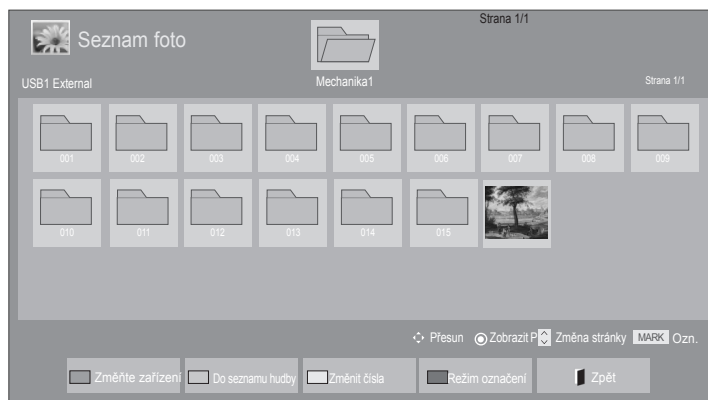 Strana 1/1
Seznam foto
USB1 External
Mechanika1
Strana 1/1
001 002 003 004 005 006 007 008 009
010 011 012 013 014 015
Přesun Zobrazit P Změna stránky MARK Ozn.
Změňte zařízení Do seznamu hudby Změnit čísla Režim označení Zpět